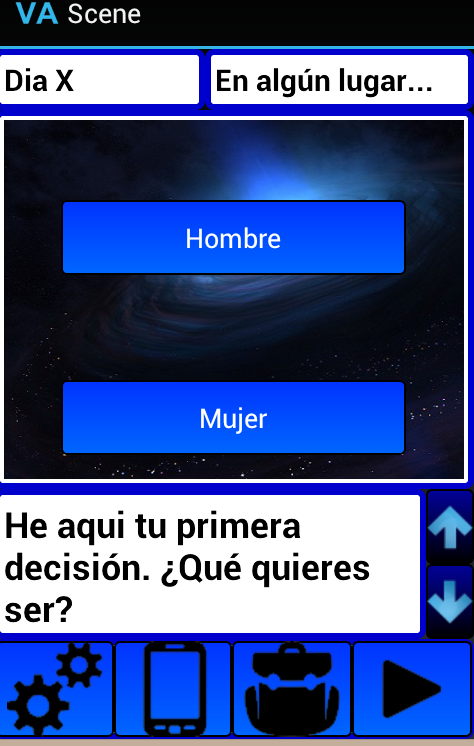 VA Scene
Dia X
En algún lugar...
Hombre
Mujer
He aqui tu primera
decisión. ¿Qué quieres
ser?